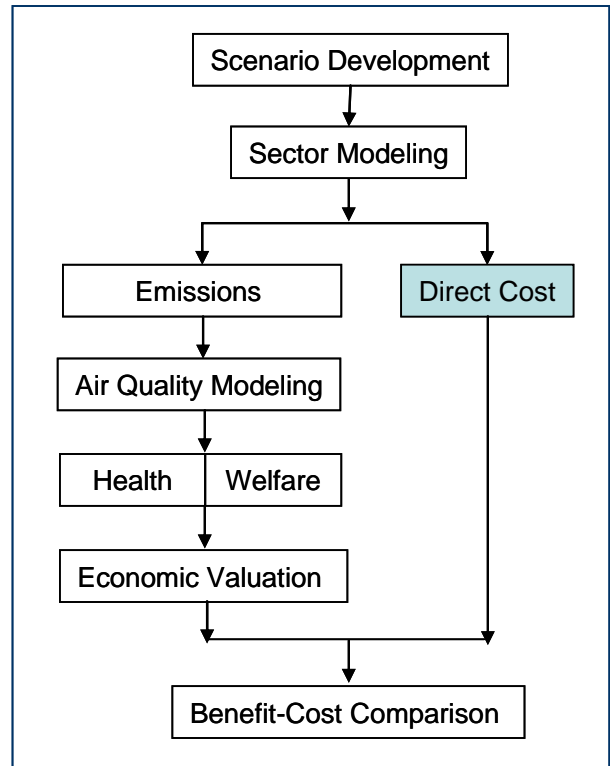 Scenario Development
Sector Modeling
Emissions
Direct Cost
Air Quality Modeling
Health
Welfare
Economic Valuation
Benefit-Cost Comparison